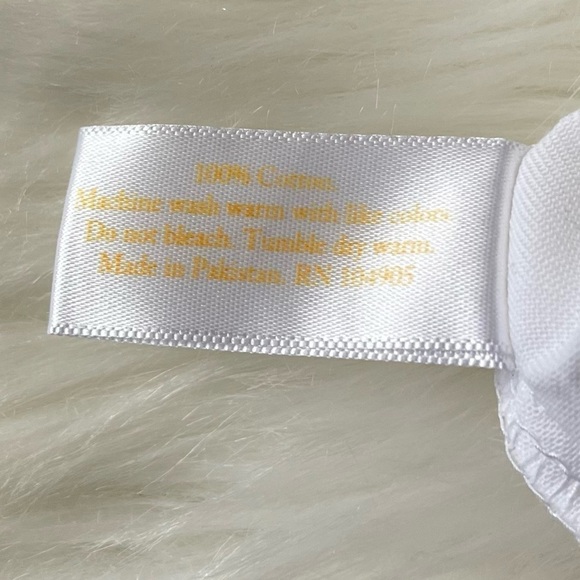 100% Cotton.
Machine wash warm with like colors.
Do not bleach. Tumble dry warm.
Made in Pakistan. RN 104905